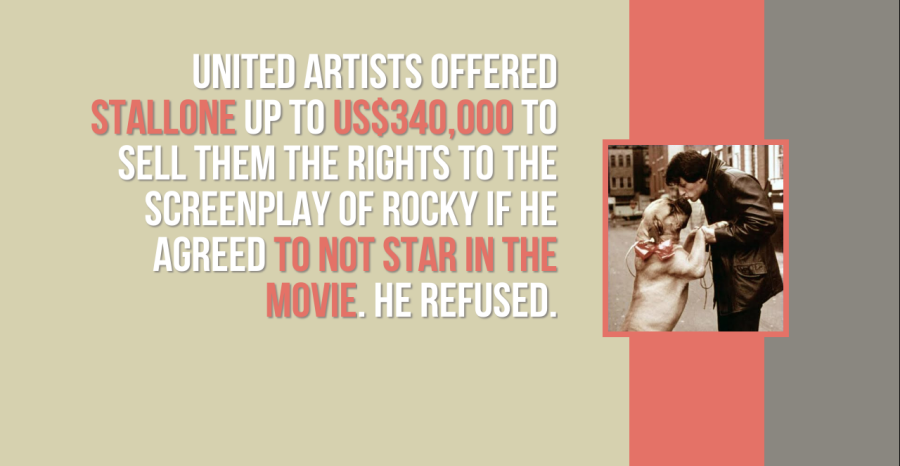 UNITED ARTISTS OFFERED
STALLONE UP TO US$340,000 TO
SELL THEM THE RIGHTS TO THE
SCREENPLAY OF ROCKY IF HE
AGREED TO NOT STAR IN THE
MOVIE. HE REFUSED.